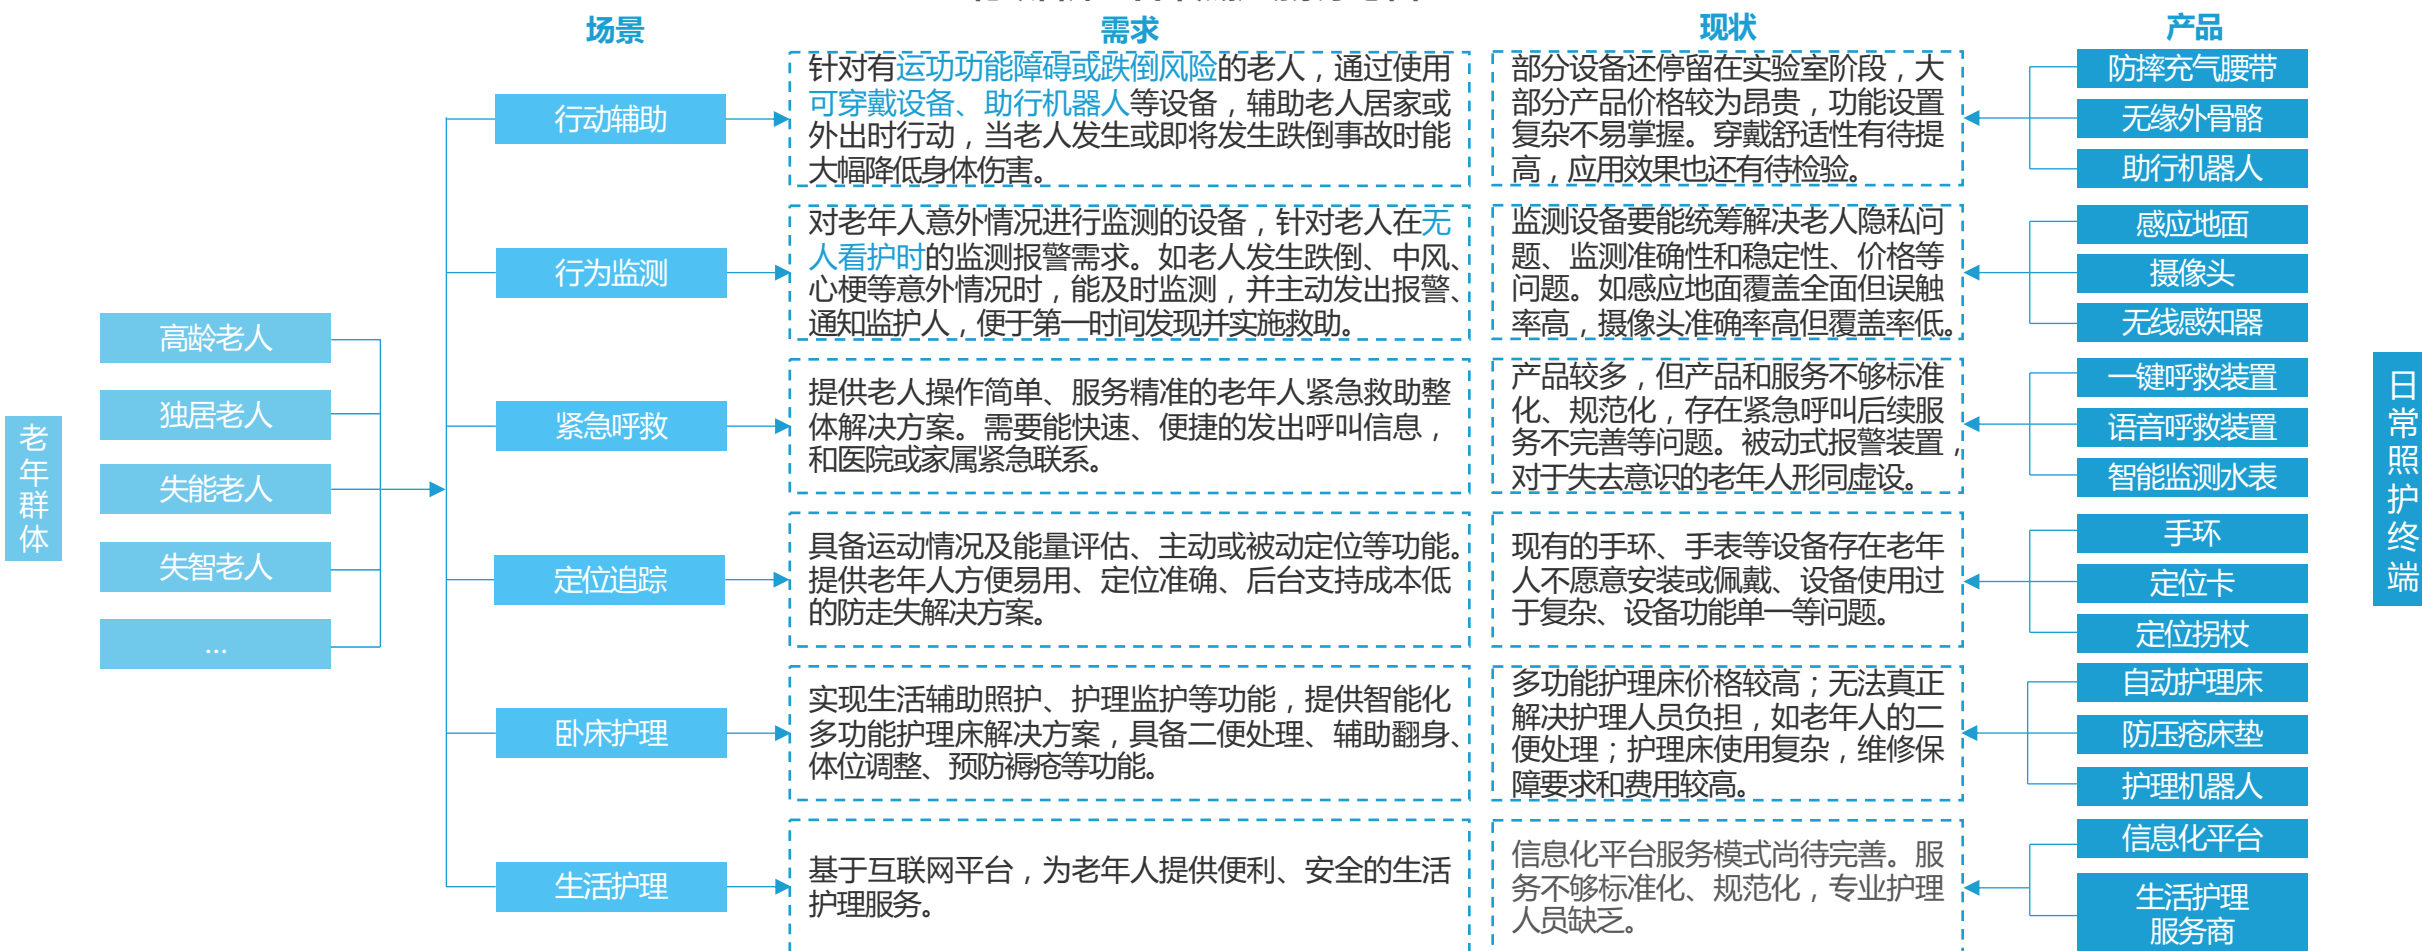 场景
需求
现状
产品
老年群体
高龄老人
独居老人
失能老人
失智老人
...
行动辅助
针对有运功功能障碍或跌倒风险的老人，通过使用
可穿戴设备、助行机器人等设备，辅助老人居家或
外出时行动，当老人发生或即将发生跌倒事故时能
大幅降低身体伤害。
部分设备还停留在实验室阶段，大
部分产品价格较为昂贵，功能设置
复杂不易掌握。穿戴舒适性有待提
高，应用效果也还有待检验。
防摔充气腰带
无缘外骨骼
助行机器人
行为监测
对老年人意外情况进行监测的设备，针对老人在无
人看护时的监测报警需求。如老人发生跌倒、中风、
心梗等意外情况时，能及时监测，并主动发出报警、
通知监护人，便于第一时间发现并实施救助。
监测设备要能统筹解决老人隐私问
题、监测准确性和稳定性、价格等
问题。如感应地面覆盖全面但误触
率高，摄像头准确率高但覆盖率低。
感应地面
摄像头
无线感知器
紧急呼救
提供老人操作简单、服务精准的老年人紧急救助整
体解决方案。需要能快速、便捷的发出呼叫信息，
和医院或家属紧急联系。
产品较多，但产品和服务不够标准
化、规范化，存在紧急呼叫后续服
务不完善等问题。被动式报警装置，
对于失去意识的老年人形同虚设。
一键呼救装置
语音呼救装置
智能监测水表
定位追踪
具备运动情况及能量评估、主动或被动定位等功能。
提供老年人方便易用、定位准确、后台支持成本低
的防走失解决方案。
现有的手环、手表等设备存在老年
人不愿意安装或佩戴、设备使用过
于复杂、设备功能单一等问题。
手环
定位卡
定位拐杖
卧床护理
实现生活辅助照护、护理监护等功能，提供智能化
多功能护理床解决方案，具备二便处理、辅助翻身、
体位调整、预防褥疮等功能。
多功能护理床价格较高；无法真正
解决护理人员负担，如老年人的二
便处理；护理床使用复杂，维修保
障要求和费用较高。
自动护理床
防压疮床垫
护理机器人
生活护理
基于互联网平台，为老年人提供便利、安全的生活
护理服务。
信息化平台服务模式尚待完善。服
务不够标准化、规范化，专业护理
人员缺乏。
信息化平台
生活护理
服务商
日常照护终端